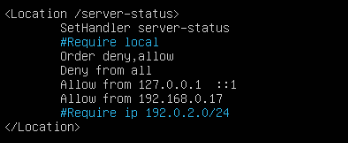 <Location /server-status>
SetHandler server-status
#Require local
Order deny,allow
Deny from all
Allow from 127.0.0.1 ::1
Allow from 192.168.0.17
#Require ip 192.0.2.0/24
</Location>